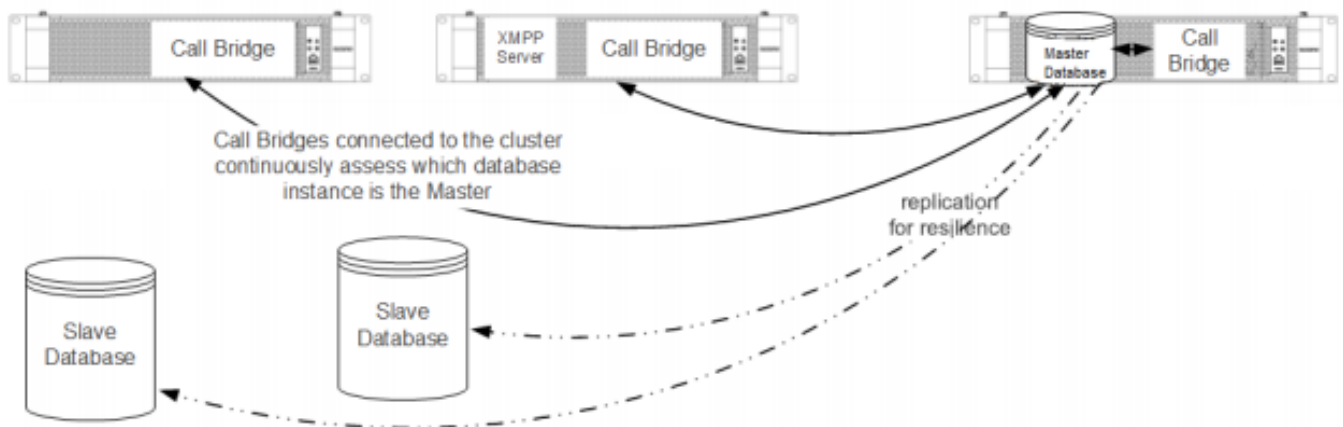 Call Bridge
XMPP
Server
Call Bridge
Master
Database
Call
Bridge
Call Bridges connected to the cluster
continuously assess which database
instance is the Master
replication
for resilience
Slave
Database
Slave
Database